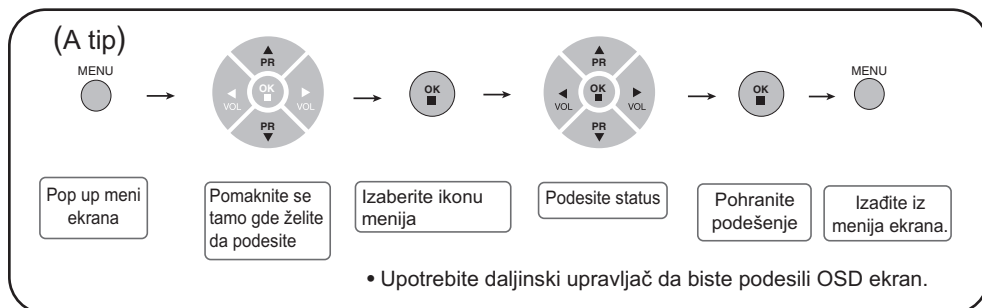 (A tip)
MENU
PR
VOL
OK
VOL
PR
OK
PR
VOL
OK
VOL
PR
OK
MENU
Pop up meni
ekrana
Pomaknite se
tamo gde želite
da podesite
Izaberite ikonu
menija
Podesite status
Pohranite
podešenje
Izađite iz
menija ekrana.
• Upotrebite daljinski upravljač da biste podesili OSD ekran.